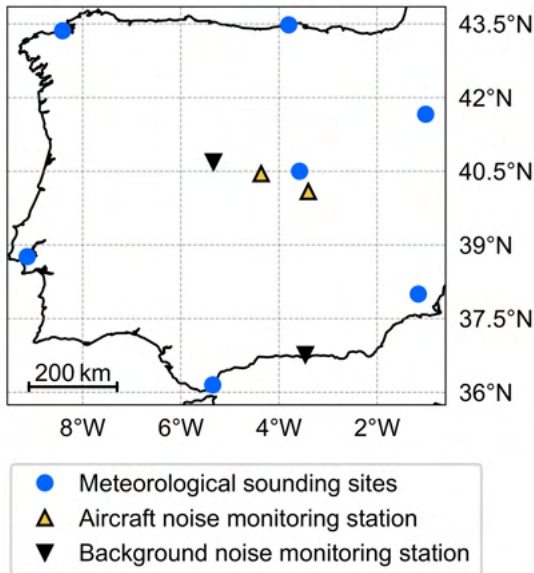 43.5°N
42°N
40.5°N
39°N
37.5°N
200 km
36°N
8°W 6°W 4°W 2°W
Meteorological sounding sites
Aircraft noise monitoring station
Background noise monitoring station